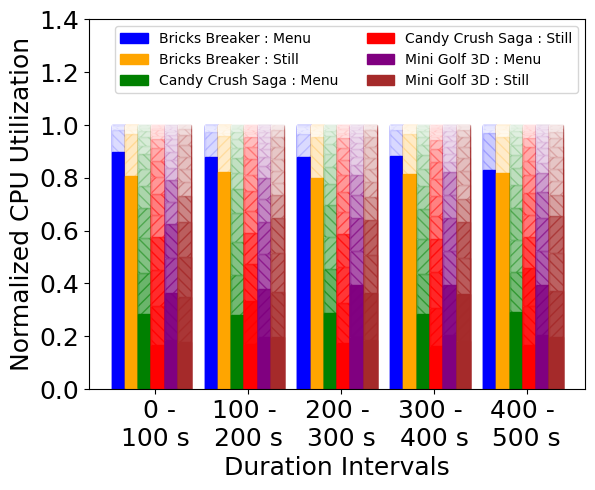 Normalized CPU Utilization
1.4
1.2
1.0
0.8
0.6
0.4
0.2
0.0
Bricks Breaker : Menu
Bricks Breaker : Still
Candy Crush Saga : Menu
Candy Crush Saga : Still
Mini Golf 3D : Menu
Mini Golf 3D : Still
0 -
100 s
100 -
200 s
200 -
300 s
300 -
400 s
400 -
500 s
Duration Intervals